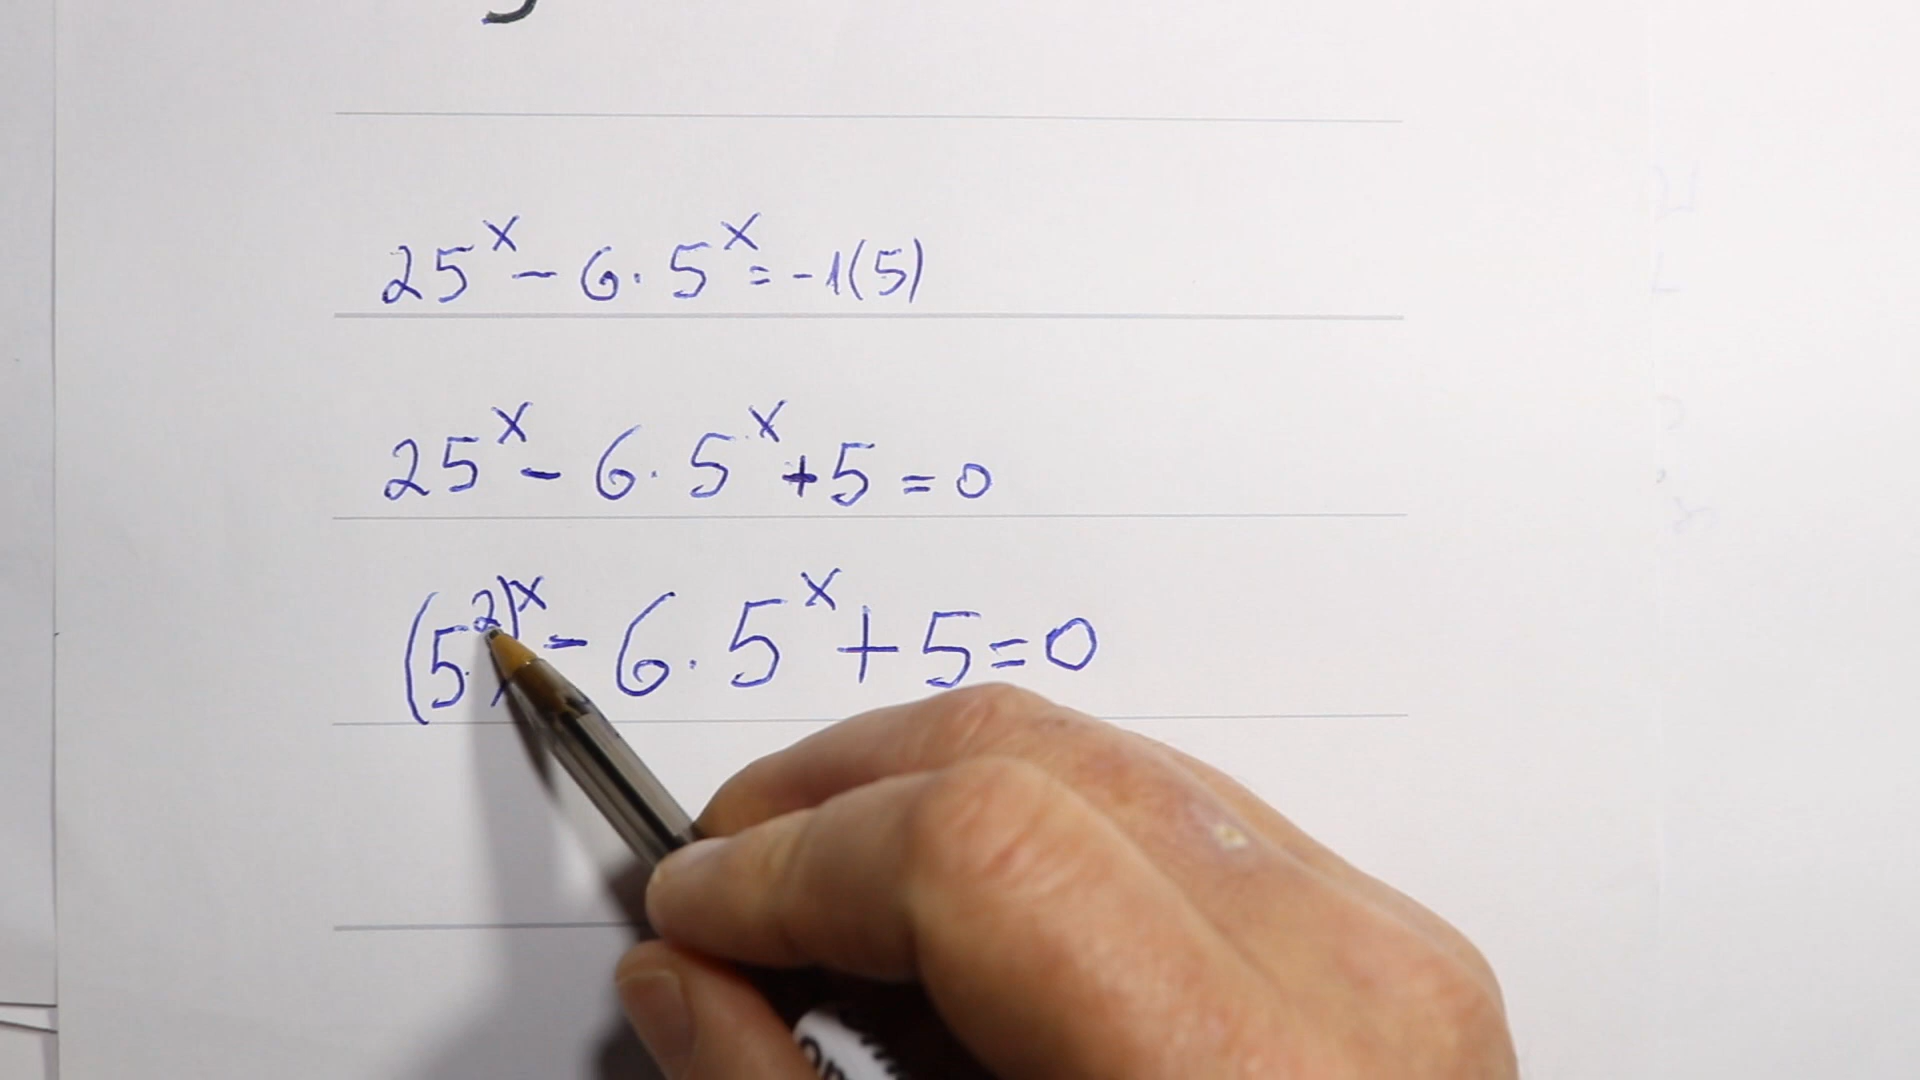 25^x - 6 · 5^x = -1(5)
25^x - 6 · 5^x + 5 = 0
(5^2)^x - 6 · 5^x + 5 = 0